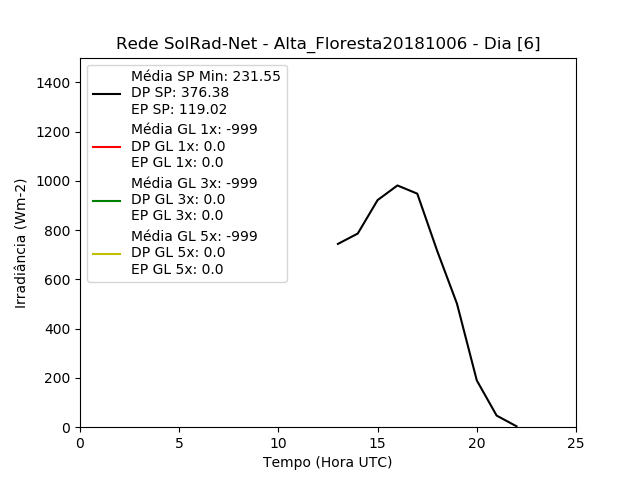 Rede SolRad-Net - Alta_Floresta20181006 - Dia [6]
Média SP Min: 231.55
DP SP: 376.38
EP SP: 119.02
Média GL 1x: -999
DP GL 1x: 0.0
EP GL 1x: 0.0
Média GL 3x: -999
DP GL 3x: 0.0
EP GL 3x: 0.0
Média GL 5x: -999
DP GL 5x: 0.0
EP GL 5x: 0.0
Irradiância (Wm-2)
1400
1200
1000
800
600
400
200
0
0 5 10 15 20 25
Tempo (Hora UTC)